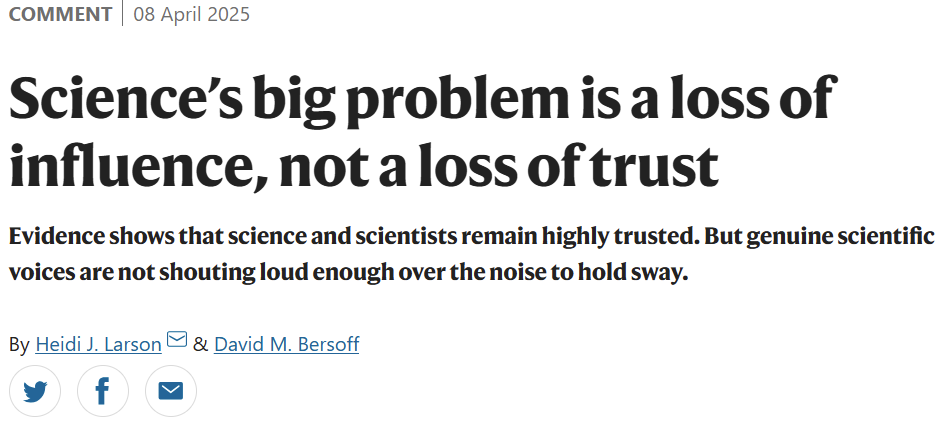 COMMENT | 08 April 2025
Science’s big problem is a loss of
influence, not a loss of trust
Evidence shows that science and scientists remain highly trusted. But genuine scientific
voices are not shouting loud enough over the noise to hold sway.
By Heidi J. Larson & David M. Bersoff